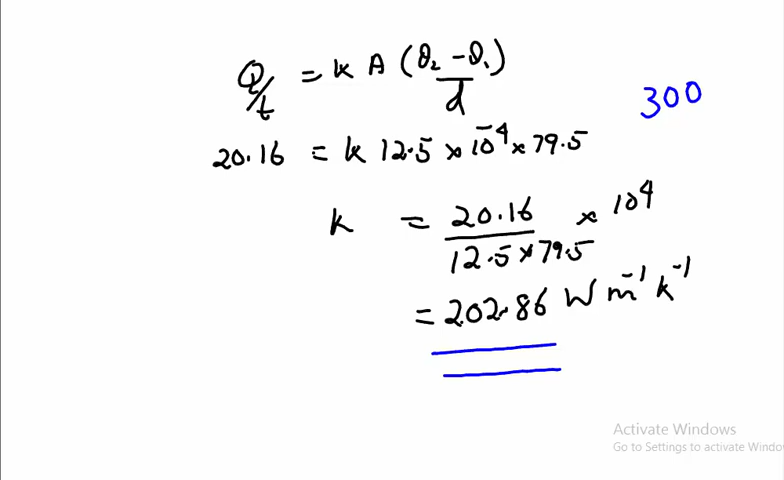 Q/t = k A (θ₂ - θ₁)/d
300
20.16 = k 12.5 × 10⁻⁴ × 79.5
k = 20.16/12.5 × 79.5 × 10⁴
= 202.86 W m⁻¹ k⁻¹
Activate Windows
Go to Settings to activate Windo